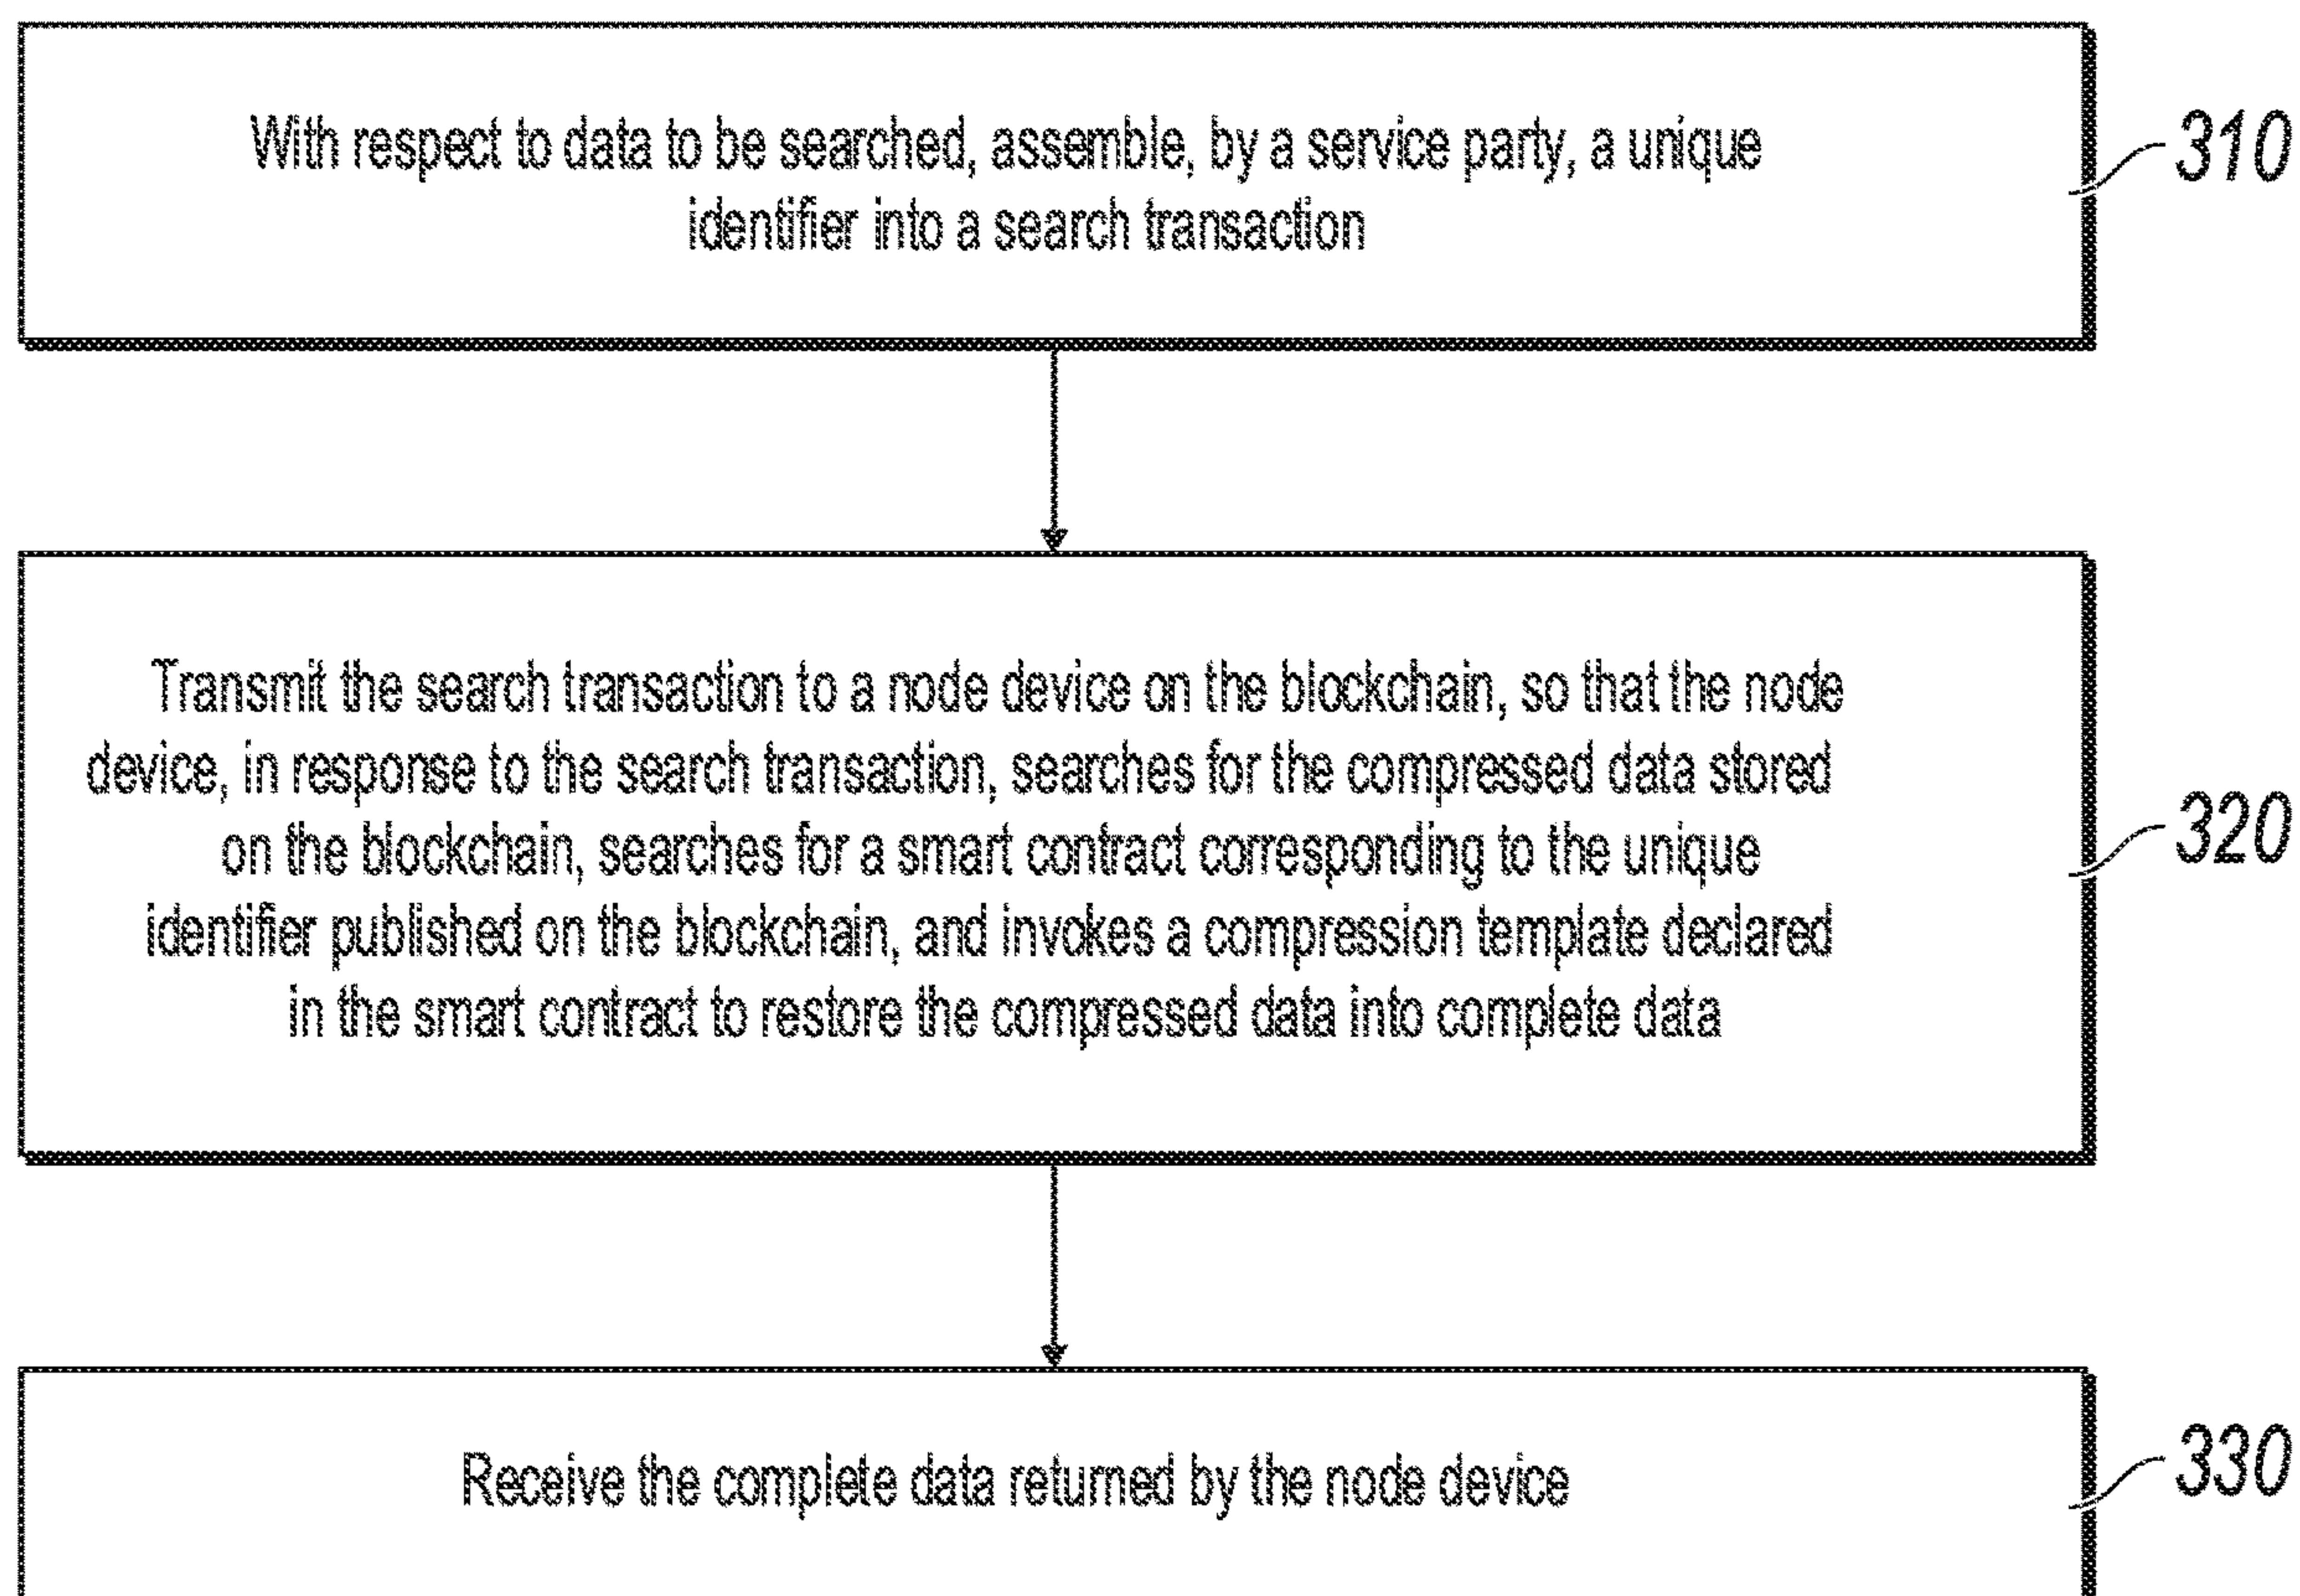 With respect to data to be searched, assemble, by a service party, a unique
identifier into a search transaction
310
Transmit the search transaction to a node device on the blockchain, so that the node
device, in response to the search transaction, searches for the compressed data stored
on the blockchain, searches for a smart contract corresponding to the unique
identifier published on the blockchain, and invokes a compression template declared
in the smart contract to restore the compressed data into complete data
320
Receive the complete data returned by the node device
330